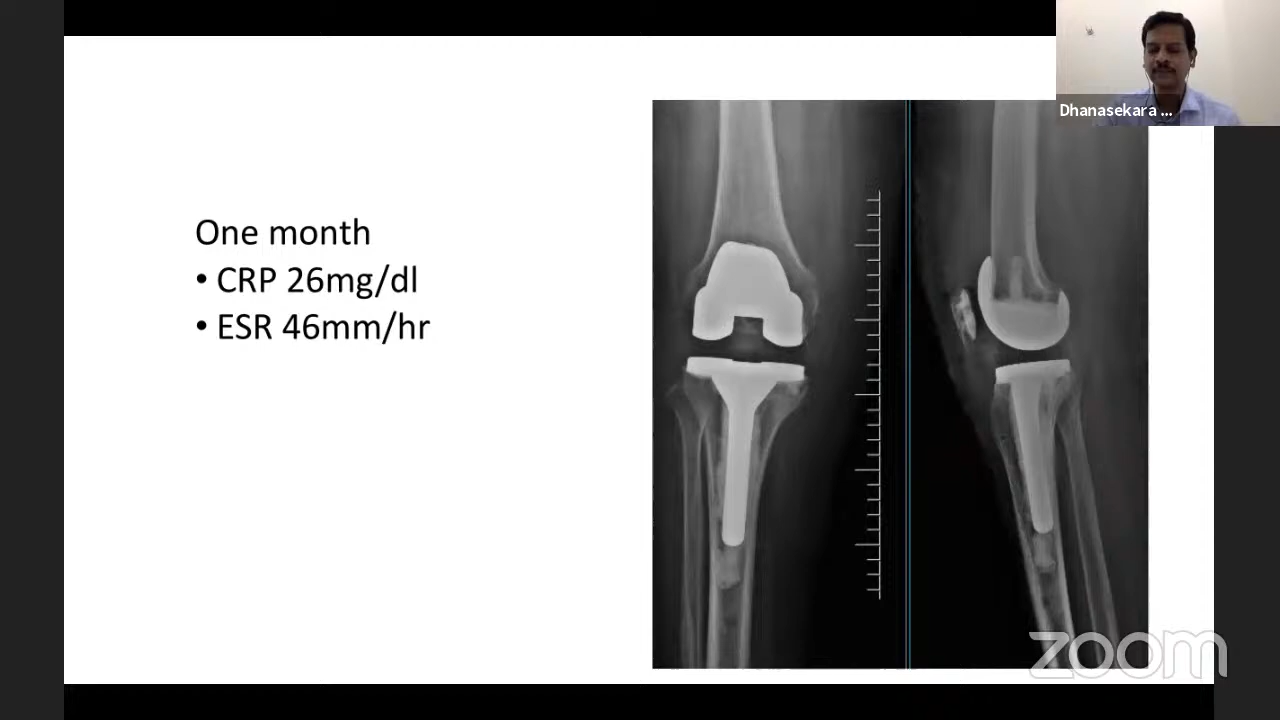 Dhanasekara ...
One month
• CRP 26mg/dl
• ESR 46mm/hr
zoom